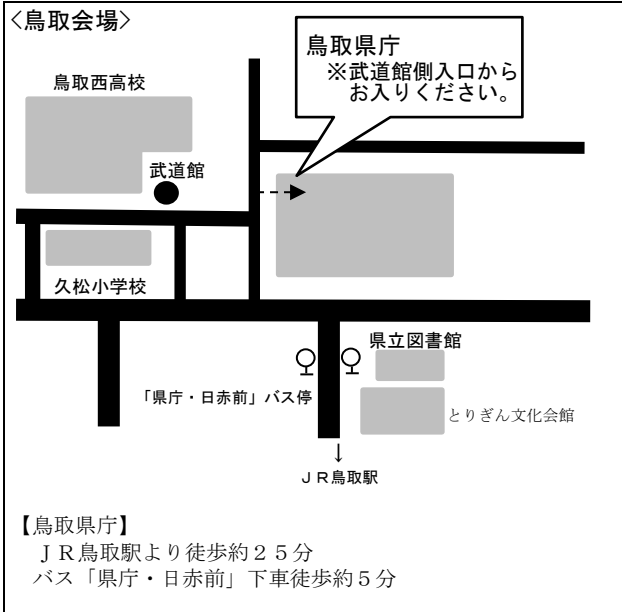 <鳥取会場>
鳥取県庁
※武道館側入口から
お入りください。
鳥取西高校
武道館
久松小学校
県立図書館
「県庁・日赤前」バス停
とりぎん文化会館
↓
ＪＲ鳥取駅
【鳥取県庁】
ＪＲ鳥取駅より徒歩約２５分
バス「県庁・日赤前」下車徒歩約５分